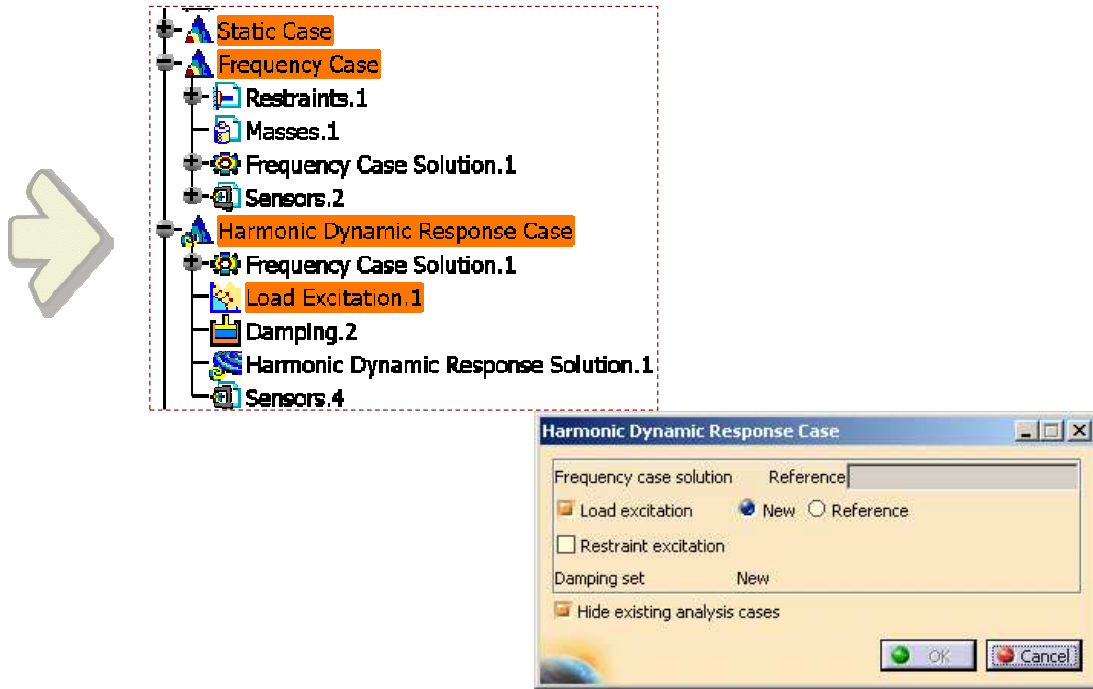 Static Case
Frequency Case
Restraints.1
Masses.1
Frequency Case Solution.1
Sensors.2
Harmonic Dynamic Response Case
Frequency Case Solution.1
Load Excitation.1
Damping.2
Harmonic Dynamic Response Solution.1
Sensors.4
Harmonic Dynamic Response Case
Frequency case solution Reference
Load excitation New Reference
Restraint excitation
Damping set New
Hide existing analysis cases
OK Cancel